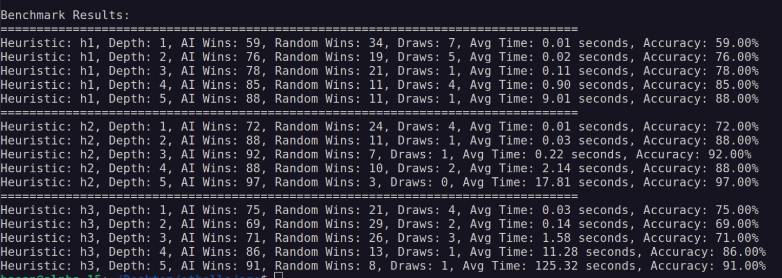 Benchmark Results:
================================================================================
Heuristic: h1, Depth: 1, AI Wins: 59, Random Wins: 34, Draws: 7, Avg Time: 0.01 seconds, Accuracy: 59.00%
Heuristic: h1, Depth: 2, AI Wins: 76, Random Wins: 19, Draws: 5, Avg Time: 0.02 seconds, Accuracy: 76.00%
Heuristic: h1, Depth: 3, AI Wins: 78, Random Wins: 21, Draws: 1, Avg Time: 0.11 seconds, Accuracy: 78.00%
Heuristic: h1, Depth: 4, AI Wins: 85, Random Wins: 11, Draws: 4, Avg Time: 0.90 seconds, Accuracy: 85.00%
Heuristic: h1, Depth: 5, AI Wins: 88, Random Wins: 11, Draws: 1, Avg Time: 9.01 seconds, Accuracy: 88.00%
================================================================================
Heuristic: h2, Depth: 1, AI Wins: 72, Random Wins: 24, Draws: 4, Avg Time: 0.01 seconds, Accuracy: 72.00%
Heuristic: h2, Depth: 2, AI Wins: 88, Random Wins: 11, Draws: 1, Avg Time: 0.03 seconds, Accuracy: 88.00%
Heuristic: h2, Depth: 3, AI Wins: 92, Random Wins: 7, Draws: 1, Avg Time: 0.22 seconds, Accuracy: 92.00%
Heuristic: h2, Depth: 4, AI Wins: 88, Random Wins: 10, Draws: 2, Avg Time: 2.14 seconds, Accuracy: 88.00%
Heuristic: h2, Depth: 5, AI Wins: 97, Random Wins: 3, Draws: 0, Avg Time: 17.81 seconds, Accuracy: 97.00%
================================================================================
Heuristic: h3, Depth: 1, AI Wins: 75, Random Wins: 21, Draws: 4, Avg Time: 0.03 seconds, Accuracy: 75.00%
Heuristic: h3, Depth: 2, AI Wins: 69, Random Wins: 29, Draws: 2, Avg Time: 0.14 seconds, Accuracy: 69.00%
Heuristic: h3, Depth: 3, AI Wins: 71, Random Wins: 26, Draws: 3, Avg Time: 1.58 seconds, Accuracy: 71.00%
Heuristic: h3, Depth: 4, AI Wins: 86, Random Wins: 13, Draws: 1, Avg Time: 11.28 seconds, Accuracy: 86.00%
Heuristic: h3, Depth: 5, AI Wins: 91, Random Wins: 8, Draws: 1, Avg Time: 125.32 seconds, Accuracy: 91.00%